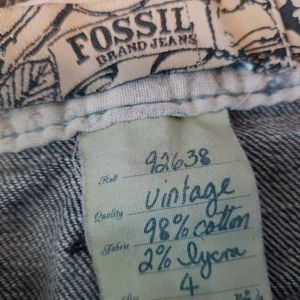 FOSSIL
BRAND JEANS
Roll 92638
Quality Vintage
Fabric 98% cotton
2% lycra
4